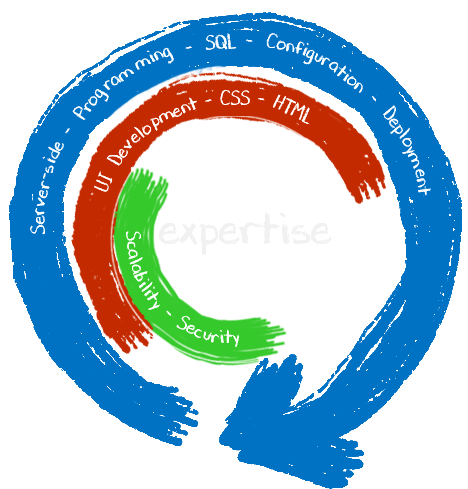 Server-side - Programming - SQL - Configuration - Deployment
UI Development - CSS - HTML
expertise
Scalability - Security